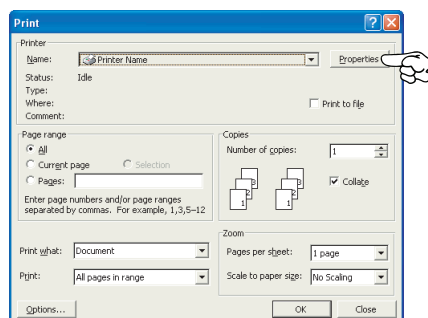 Print
Printer
Name: Printer Name Properties
Status: Idle
Type:
Where:
Comment:
Print to file
Page range
All
Current page Selection
Pages:
Enter page numbers and/or page ranges
separated by commas. For example, 1,3,5–12
Copies
Number of copies: 1
1 2 3 1 2 3
Collate
Print what: Document
Print: All pages in range
Zoom
Pages per sheet: 1 page
Scale to paper size: No Scaling
Options... OK Close